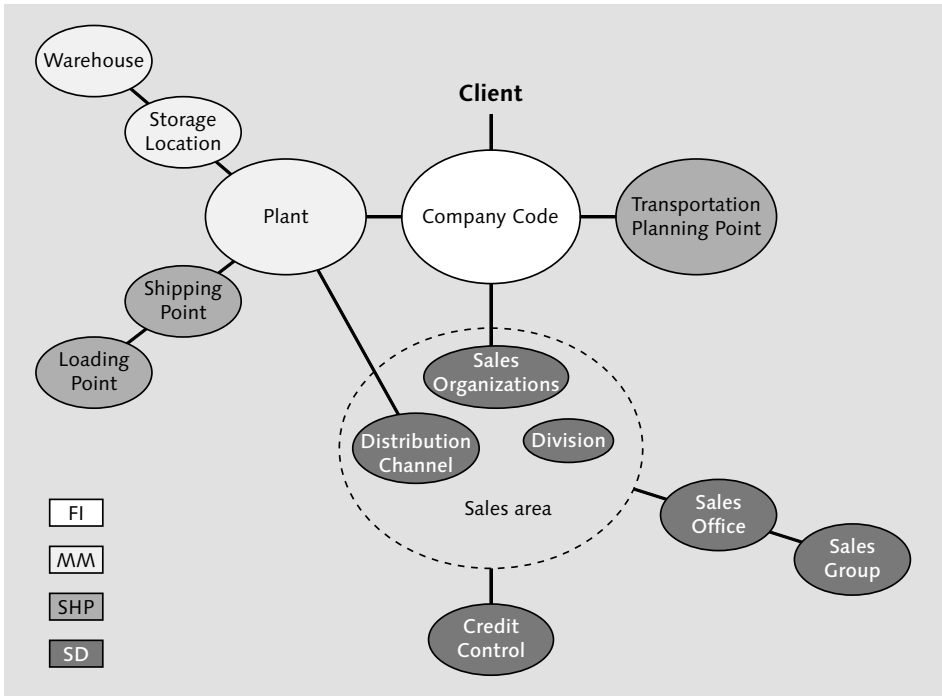 Warehouse
Client
Storage
Location
Plant
Company Code
Transportation
Planning Point
Shipping
Point
Loading
Point
Sales
Organizations
Distribution
Channel
Division
Sales area
Sales
Office
Sales
Group
Credit
Control
FI
MM
SHP
SD